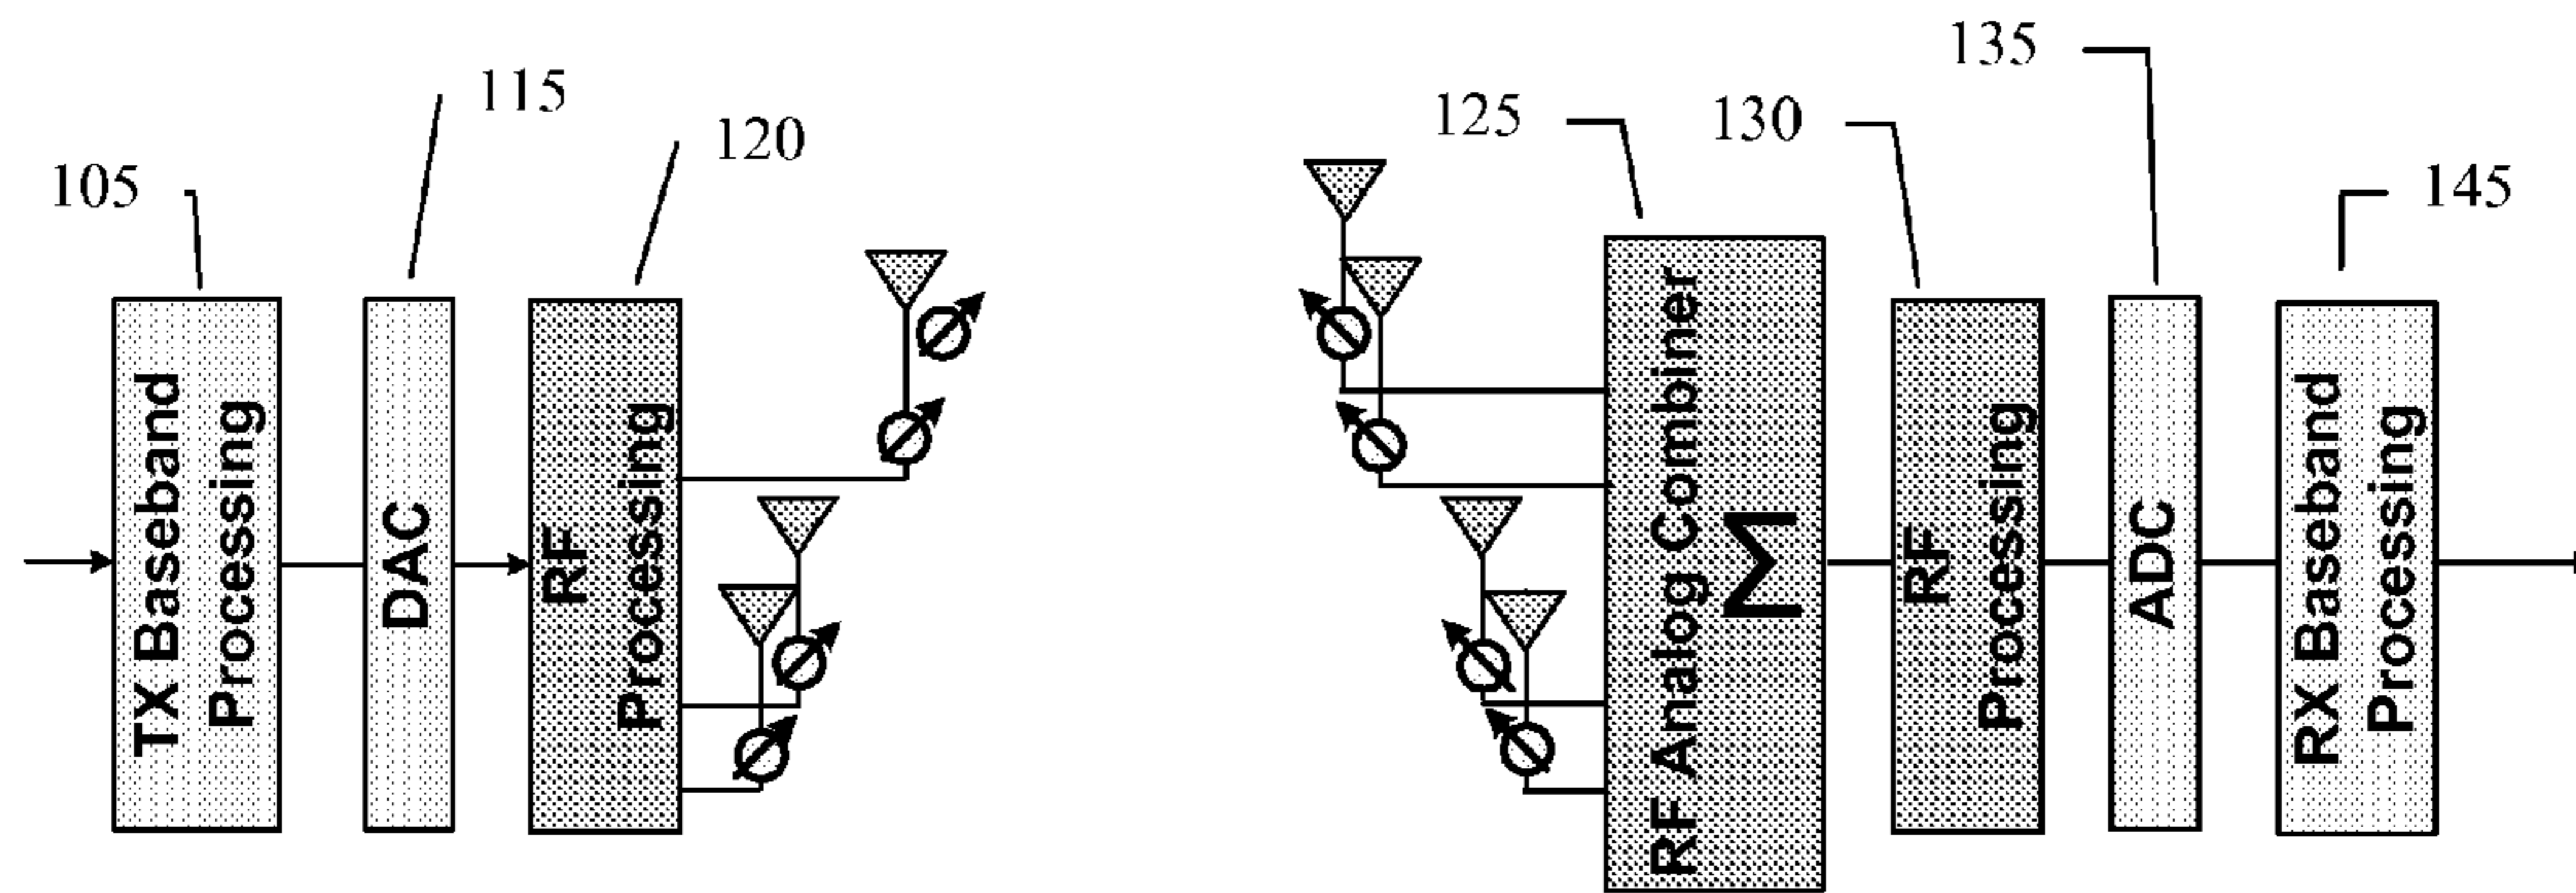 105
115
120
125
130
135
145
TX Baseband
Processing
DAC
RF
Processing
RF Analog Combiner
Σ
RF
Processing
ADC
RX Baseband
Processing